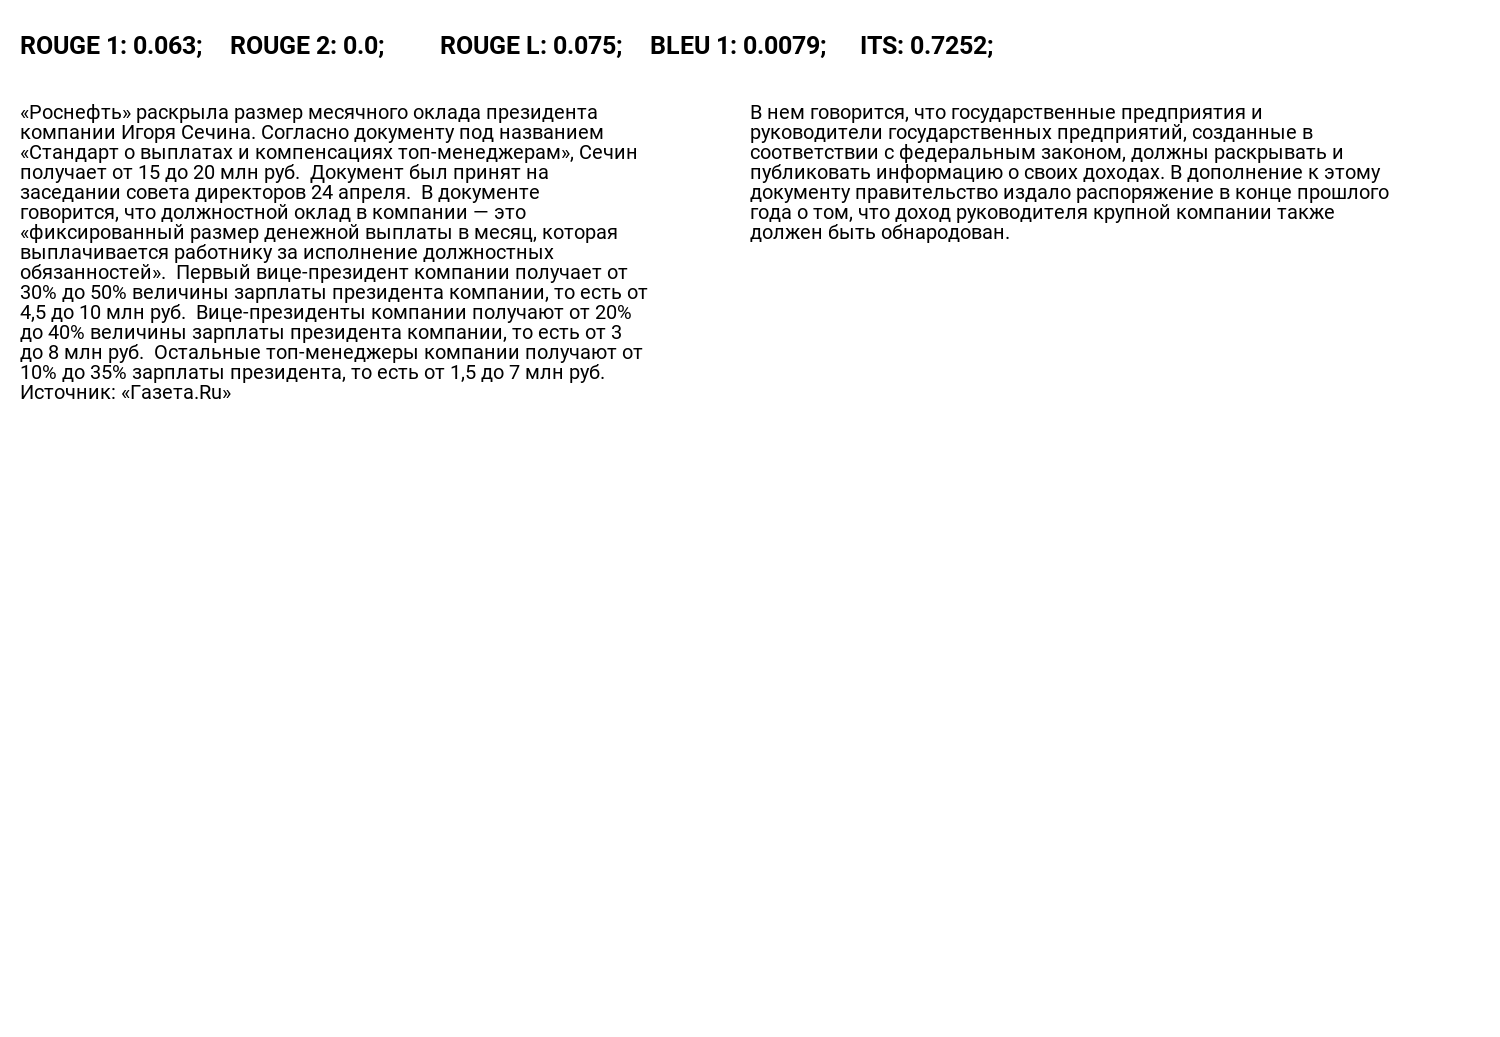 ROUGE 1: 0.063; ROUGE 2: 0.0; ROUGE L: 0.075; BLEU 1: 0.0079; ITS: 0.7252;
«Роснефть» раскрыла размер месячного оклада президента
компании Игоря Сечина. Согласно документу под названием
«Стандарт о выплатах и компенсациях топ-менеджерам», Сечин
получает от 15 до 20 млн руб.  Документ был принят на
заседании совета директоров 24 апреля.  В документе
говорится, что должностной оклад в компании — это
«фиксированный размер денежной выплаты в месяц, которая
выплачивается работнику за исполнение должностных
обязанностей».  Первый вице-президент компании получает от
30% до 50% величины зарплаты президента компании, то есть от
4,5 до 10 млн руб.  Вице-президенты компании получают от 20%
до 40% величины зарплаты президента компании, то есть от 3
до 8 млн руб.  Остальные топ-менеджеры компании получают от
10% до 35% зарплаты президента, то есть от 1,5 до 7 млн руб.
Источник: «Газета.Ru»
В нем говорится, что государственные предприятия и
руководители государственных предприятий, созданные в
соответствии с федеральным законом, должны раскрывать и
публиковать информацию о своих доходах. В дополнение к этому
документу правительство издало распоряжение в конце прошлого
года о том, что доход руководителя крупной компании также
должен быть обнародован.